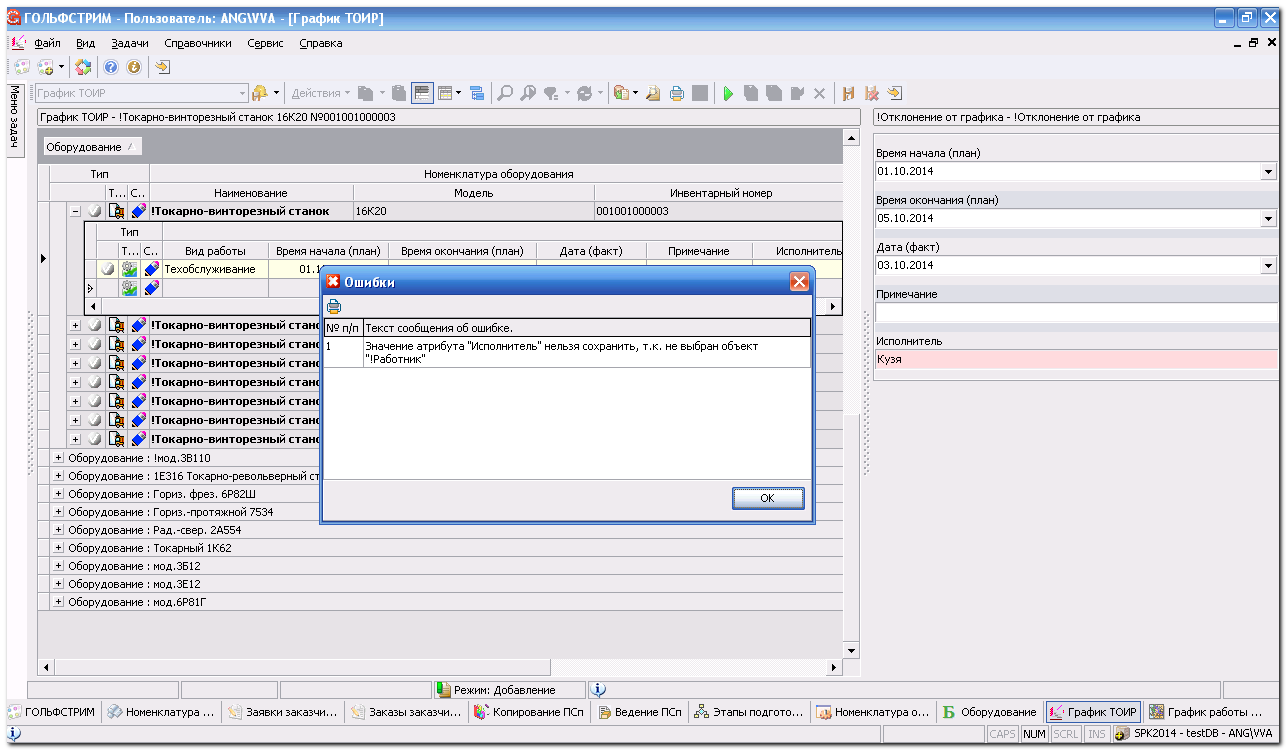 ГОЛЬФСТРИМ - Пользователь: ANG\VVA - [График ТОИР]
Файл Вид Задачи Справочники Сервис Справка
Меню задач
График ТОИР Действия
График ТОИР - !Токарно-винторезный станок 16К20 №001001000003
!Отклонение от графика - !Отклонение от графика
Оборудование
Тип Номенклатура оборудования
Т... С.. Наименование Модель Инвентарный номер
!Токарно-винторезный станок 16К20 001001000003
Тип
Т... С.. Вид работы Время начала (план) Время окончания (план) Дата (факт) Примечание Исполнитель
Техобслуживание 01.1
!Токарно-винторезный стано
!Токарно-винторезный стано
!Токарно-винторезный стано
!Токарно-винторезный стано
!Токарно-винторезный стано
!Токарно-винторезный стано
!Токарно-винторезный стано
Оборудование : !мод.3В110
Оборудование : 1Е316 Токарно-револьверный ст
Оборудование : Гориз. фрез. 6Р82Ш
Оборудование : Гориз.-протяжной 7534
Оборудование : Рад.-свер. 2А554
Оборудование : Токарный 1К62
Оборудование : мод.3Б12
Оборудование : мод.3Е12
Оборудование : мод.6Р81Г
Ошибки
№ п/п Текст сообщения об ошибке.
1 Значение атрибута "Исполнитель" нельзя сохранить, т.к. не выбран объект
"!Работник"
OK
Время начала (план)
01.10.2014
Время окончания (план)
05.10.2014
Дата (факт)
03.10.2014
Примечание
Исполнитель
Кузя
Режим: Добавление
ГОЛЬФСТРИМ Номенклатура ... Заявки заказчи... Заказы заказчи... Копирование ПСп Ведение ПСп Этапы подгото... Номенклатура о... Оборудование График ТОИР График работы ...
CAPS NUM SCRL INS SPK2014 - testDB - ANG\VVA